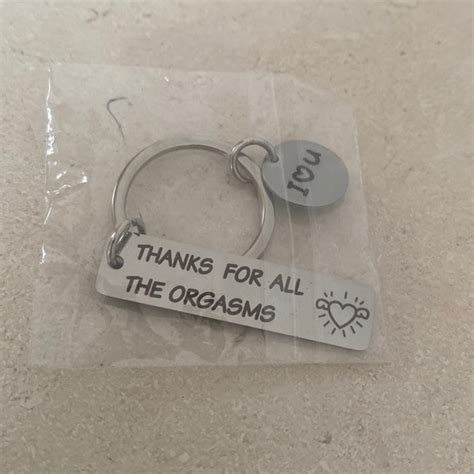 I♥U
THANKS FOR ALL
THE ORGASMS